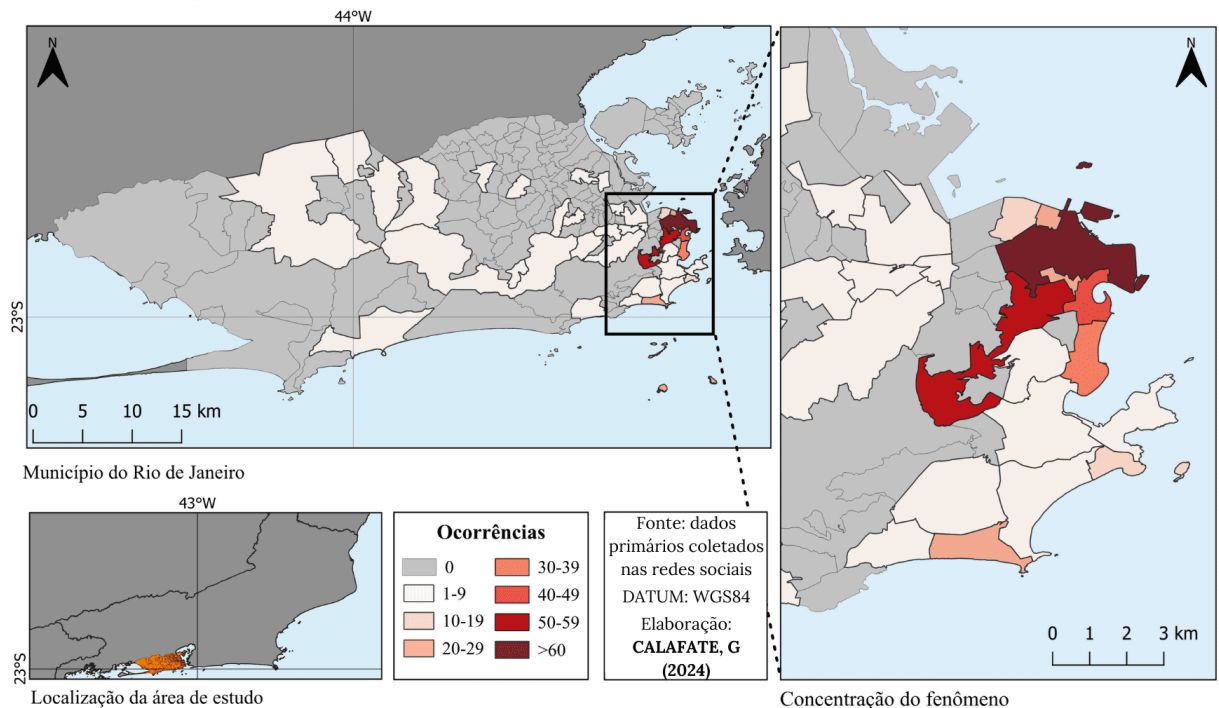 44°W
N
23°S
0 5 10 15 km
Município do Rio de Janeiro
43°W
23°S
Localização da área de estudo
Ocorrências
0
1-9
10-19
20-29
30-39
40-49
50-59
>60
Fonte: dados
primários coletados
nas redes sociais
DATUM: WGS84
Elaboração:
CALAFATE, G
(2024)
N
0 1 2 3 km
Concentração do fenômeno